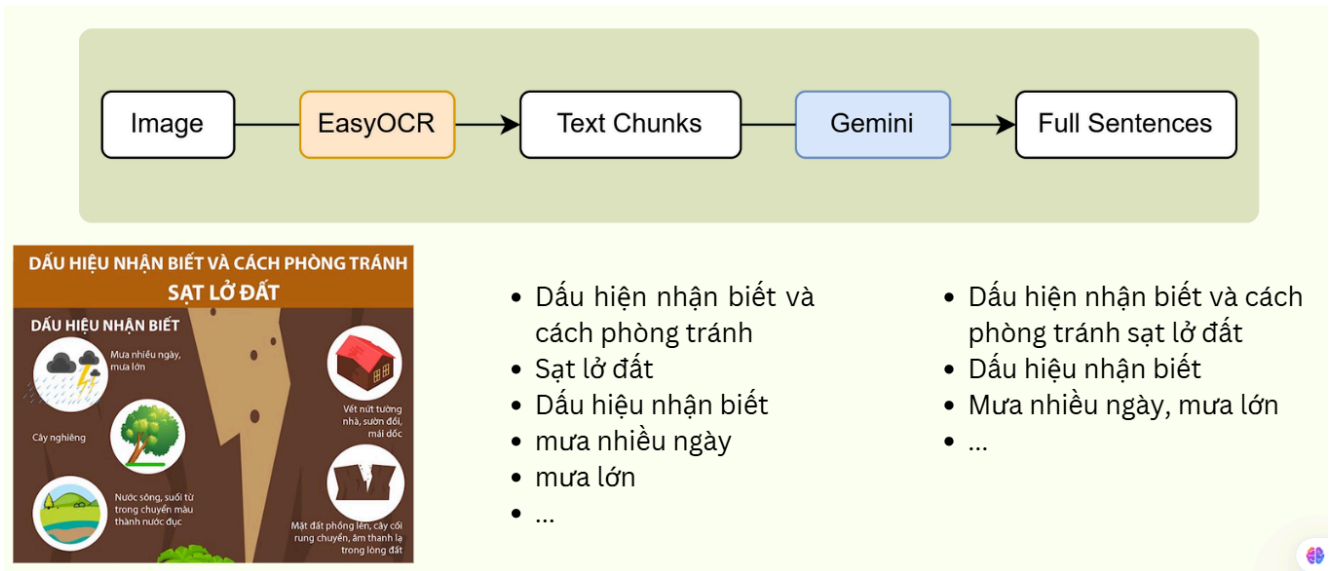 Image
EasyOCR
Text Chunks
Gemini
Full Sentences
DẤU HIỆU NHẬN BIẾT VÀ CÁCH PHÒNG TRÁNH
SẠT LỞ ĐẤT
DẤU HIỆU NHẬN BIẾT
Mưa nhiều ngày,
mưa lớn
Cây nghiêng
Nước sông, suối từ
trong chuyển màu
thành nước đục
Vết nứt tường
nhà, sườn đồi,
mái dốc
Mặt đất phồng lên, cây cối
rung chuyển, âm thanh lạ
trong lòng đất
• Dấu hiện nhận biết và
cách phòng tránh
• Sạt lở đất
• Dấu hiệu nhận biết
• mưa nhiều ngày
• mưa lớn
• ...
• Dấu hiện nhận biết và cách
phòng tránh sạt lở đất
• Dấu hiệu nhận biết
• Mưa nhiều ngày, mưa lớn
• ...